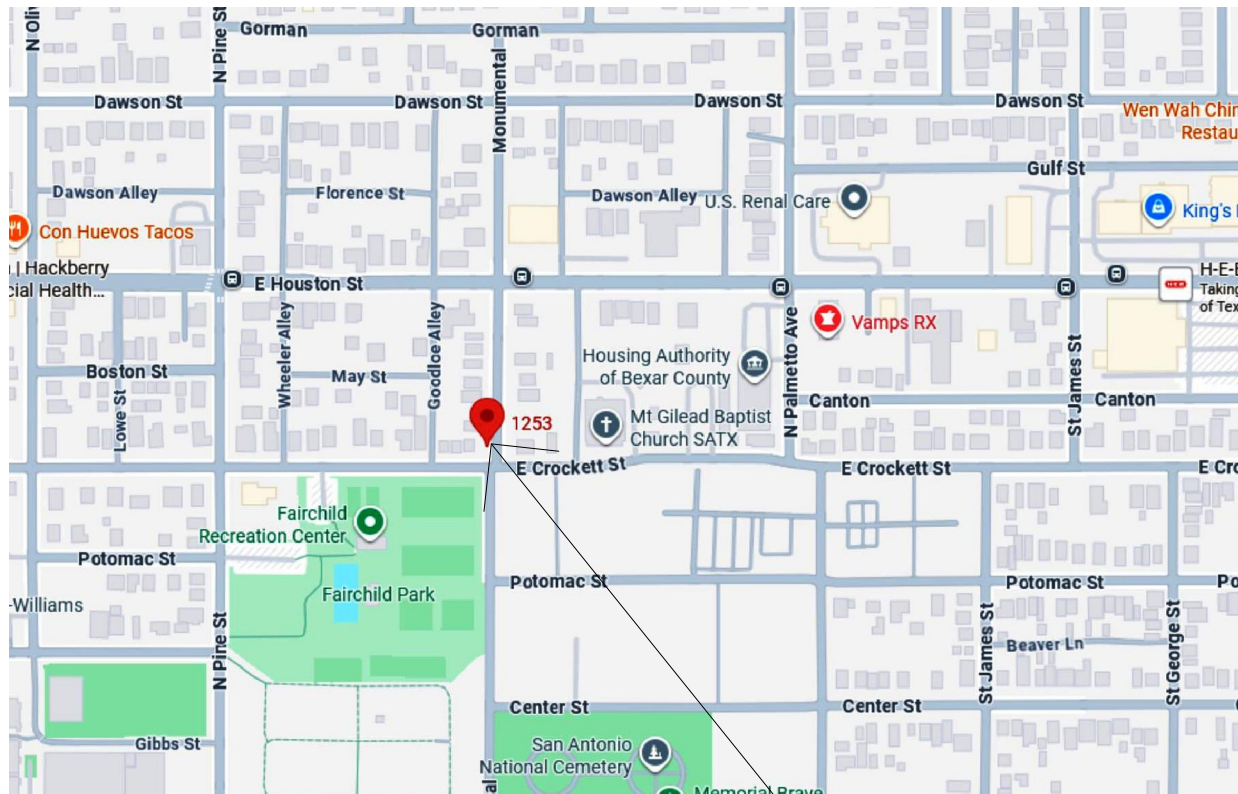 N Oliv
N Pine St
Gorman
Gorman
Monumental
Dawson St
Dawson St
Dawson St
Dawson St
Wen Wah Chin
Restau
Gulf St
Dawson Alley
Florence St
Dawson Alley
U.S. Renal Care
King's
Con Huevos Tacos
| Hackberry
cial Health...
E Houston St
H-E-B
Taking
of Tex
Wheeler Alley
Goodloe Alley
Vamps RX
N Palmetto Ave
St James St
Boston St
May St
Housing Authority
of Bexar County
Lowe St
Canton
Canton
1253
Mt Gilead Baptist
Church SATX
E Crockett St
E Crockett St
E Cro
Fairchild
Recreation Center
Potomac St
Potomac St
Potomac St
Po
Fairchild Park
-Williams
N Pine St
St James St
St George St
Beaver Ln
Center St
Center St
C
Gibbs St
San Antonio
National Cemetery
al
Memorial Brave